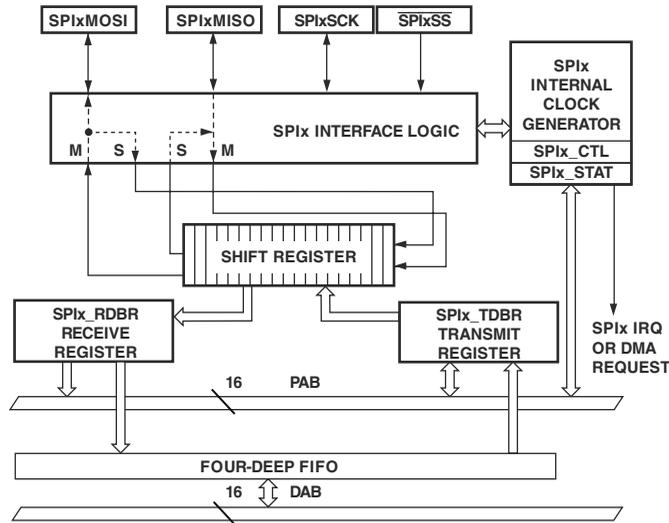 SPIxMOSI
SPIxMISO
SPIxSCK
SPIxSS
SPIx
INTERNAL
CLOCK
GENERATOR
SPIx_CTL
SPIx_STAT
SPIx INTERFACE LOGIC
M S S M
SHIFT REGISTER
SPIx_RDBR
RECEIVE
REGISTER
SPIx_TDBR
TRANSMIT
REGISTER
SPIx IRQ
OR DMA
REQUEST
16 PAB
FOUR-DEEP FIFO
16 DAB